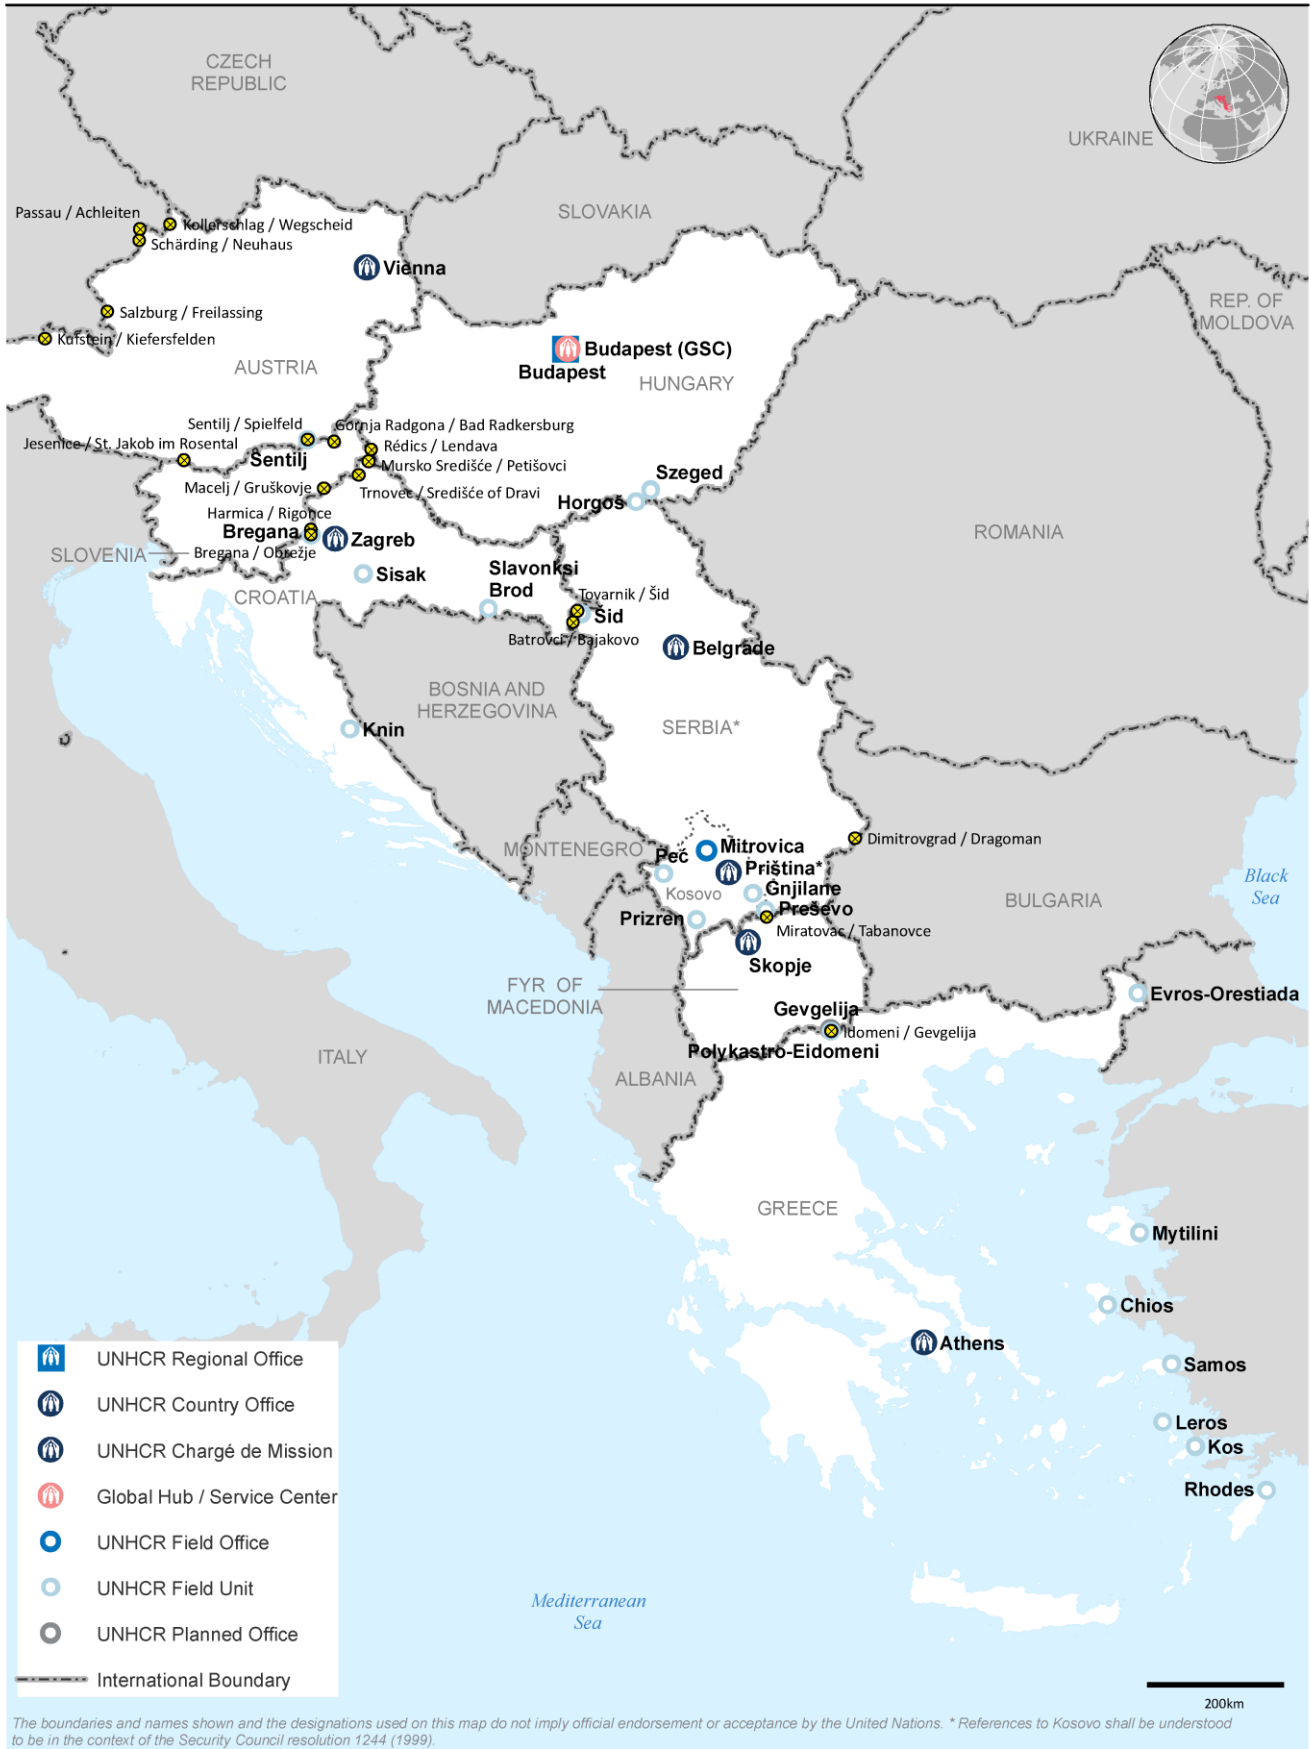 CZECH
REPUBLIC
UKRAINE
SLOVAKIA
Passau / Achleiten
Kollerschlag / Wegscheid
Schärding / Neuhaus
Vienna
REP. OF
MOLDOVA
Salzburg / Freilassing
Kufstein / Kiefersfelden
Budapest (GSC)
Budapest
AUSTRIA
HUNGARY
Sentilj / Spielfeld
Gornja Radgona / Bad Radkersburg
Jesenice / St. Jakob im Rosental
Rédics / Lendava
Sentilj
Mursko Središće / Petišovci
Szeged
Macelj / Gruškovje
Trnovec / Središće of Dravi
Horgoš
Harmica / Rigonce
Bregana
Zagreb
ROMANIA
SLOVENIA
Bregana / Obrežje
Sisak
Slavonksi
Brod
CROATIA
Tovarnik / Šid
Šid
Batrovci / Bajakovo
Belgrade
BOSNIA AND
HERZEGOVINA
SERBIA*
Knin
Dimitrovgrad / Dragoman
MONTENEGRO
Mitrovica
Peć
Priština*
Kosovo
Gnjilane
Black
Sea
BULGARIA
Prizren
Preševo
Miratovac / Tabanovce
Skopje
FYR OF
MACEDONIA
Evros-Orestiada
Gevgelija
Idomeni / Gevgelija
Polykastro-Eidomeni
ITALY
ALBANIA
GREECE
Mytilini
Chios
Athens
Samos
Leros
Kos
Rhodes
UNHCR Regional Office
UNHCR Country Office
UNHCR Chargé de Mission
Global Hub / Service Center
UNHCR Field Office
UNHCR Field Unit
UNHCR Planned Office
International Boundary
Mediterranean
Sea
200km
The boundaries and names shown and the designations used on this map do not imply official endorsement or acceptance by the United Nations. * References to Kosovo shall be understood
to be in the context of the Security Council resolution 1244 (1999).